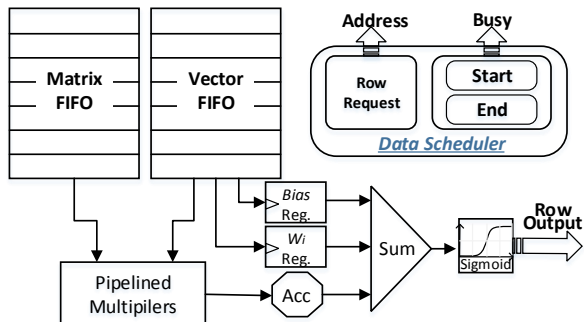 Matrix
FIFO
Vector
FIFO
Address
Busy
Row
Request
Start
End
Data Scheduler
Bias
Reg.
Wi
Reg.
Sum
Sigmoid
Row
Output
Pipelined
Multipilers
Acc